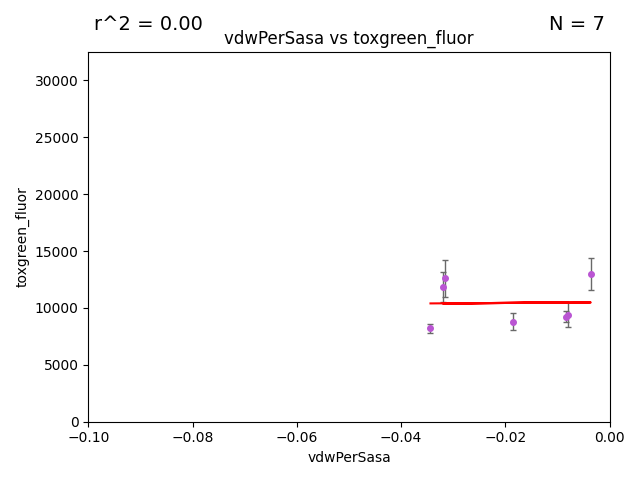 r^2 = 0.00
N = 7
vdwPerSasa vs toxgreen_fluor
30000
25000
20000
15000
10000
5000
0
toxgreen_fluor
−0.10
−0.08
−0.06
−0.04
−0.02
0.00
vdwPerSasa